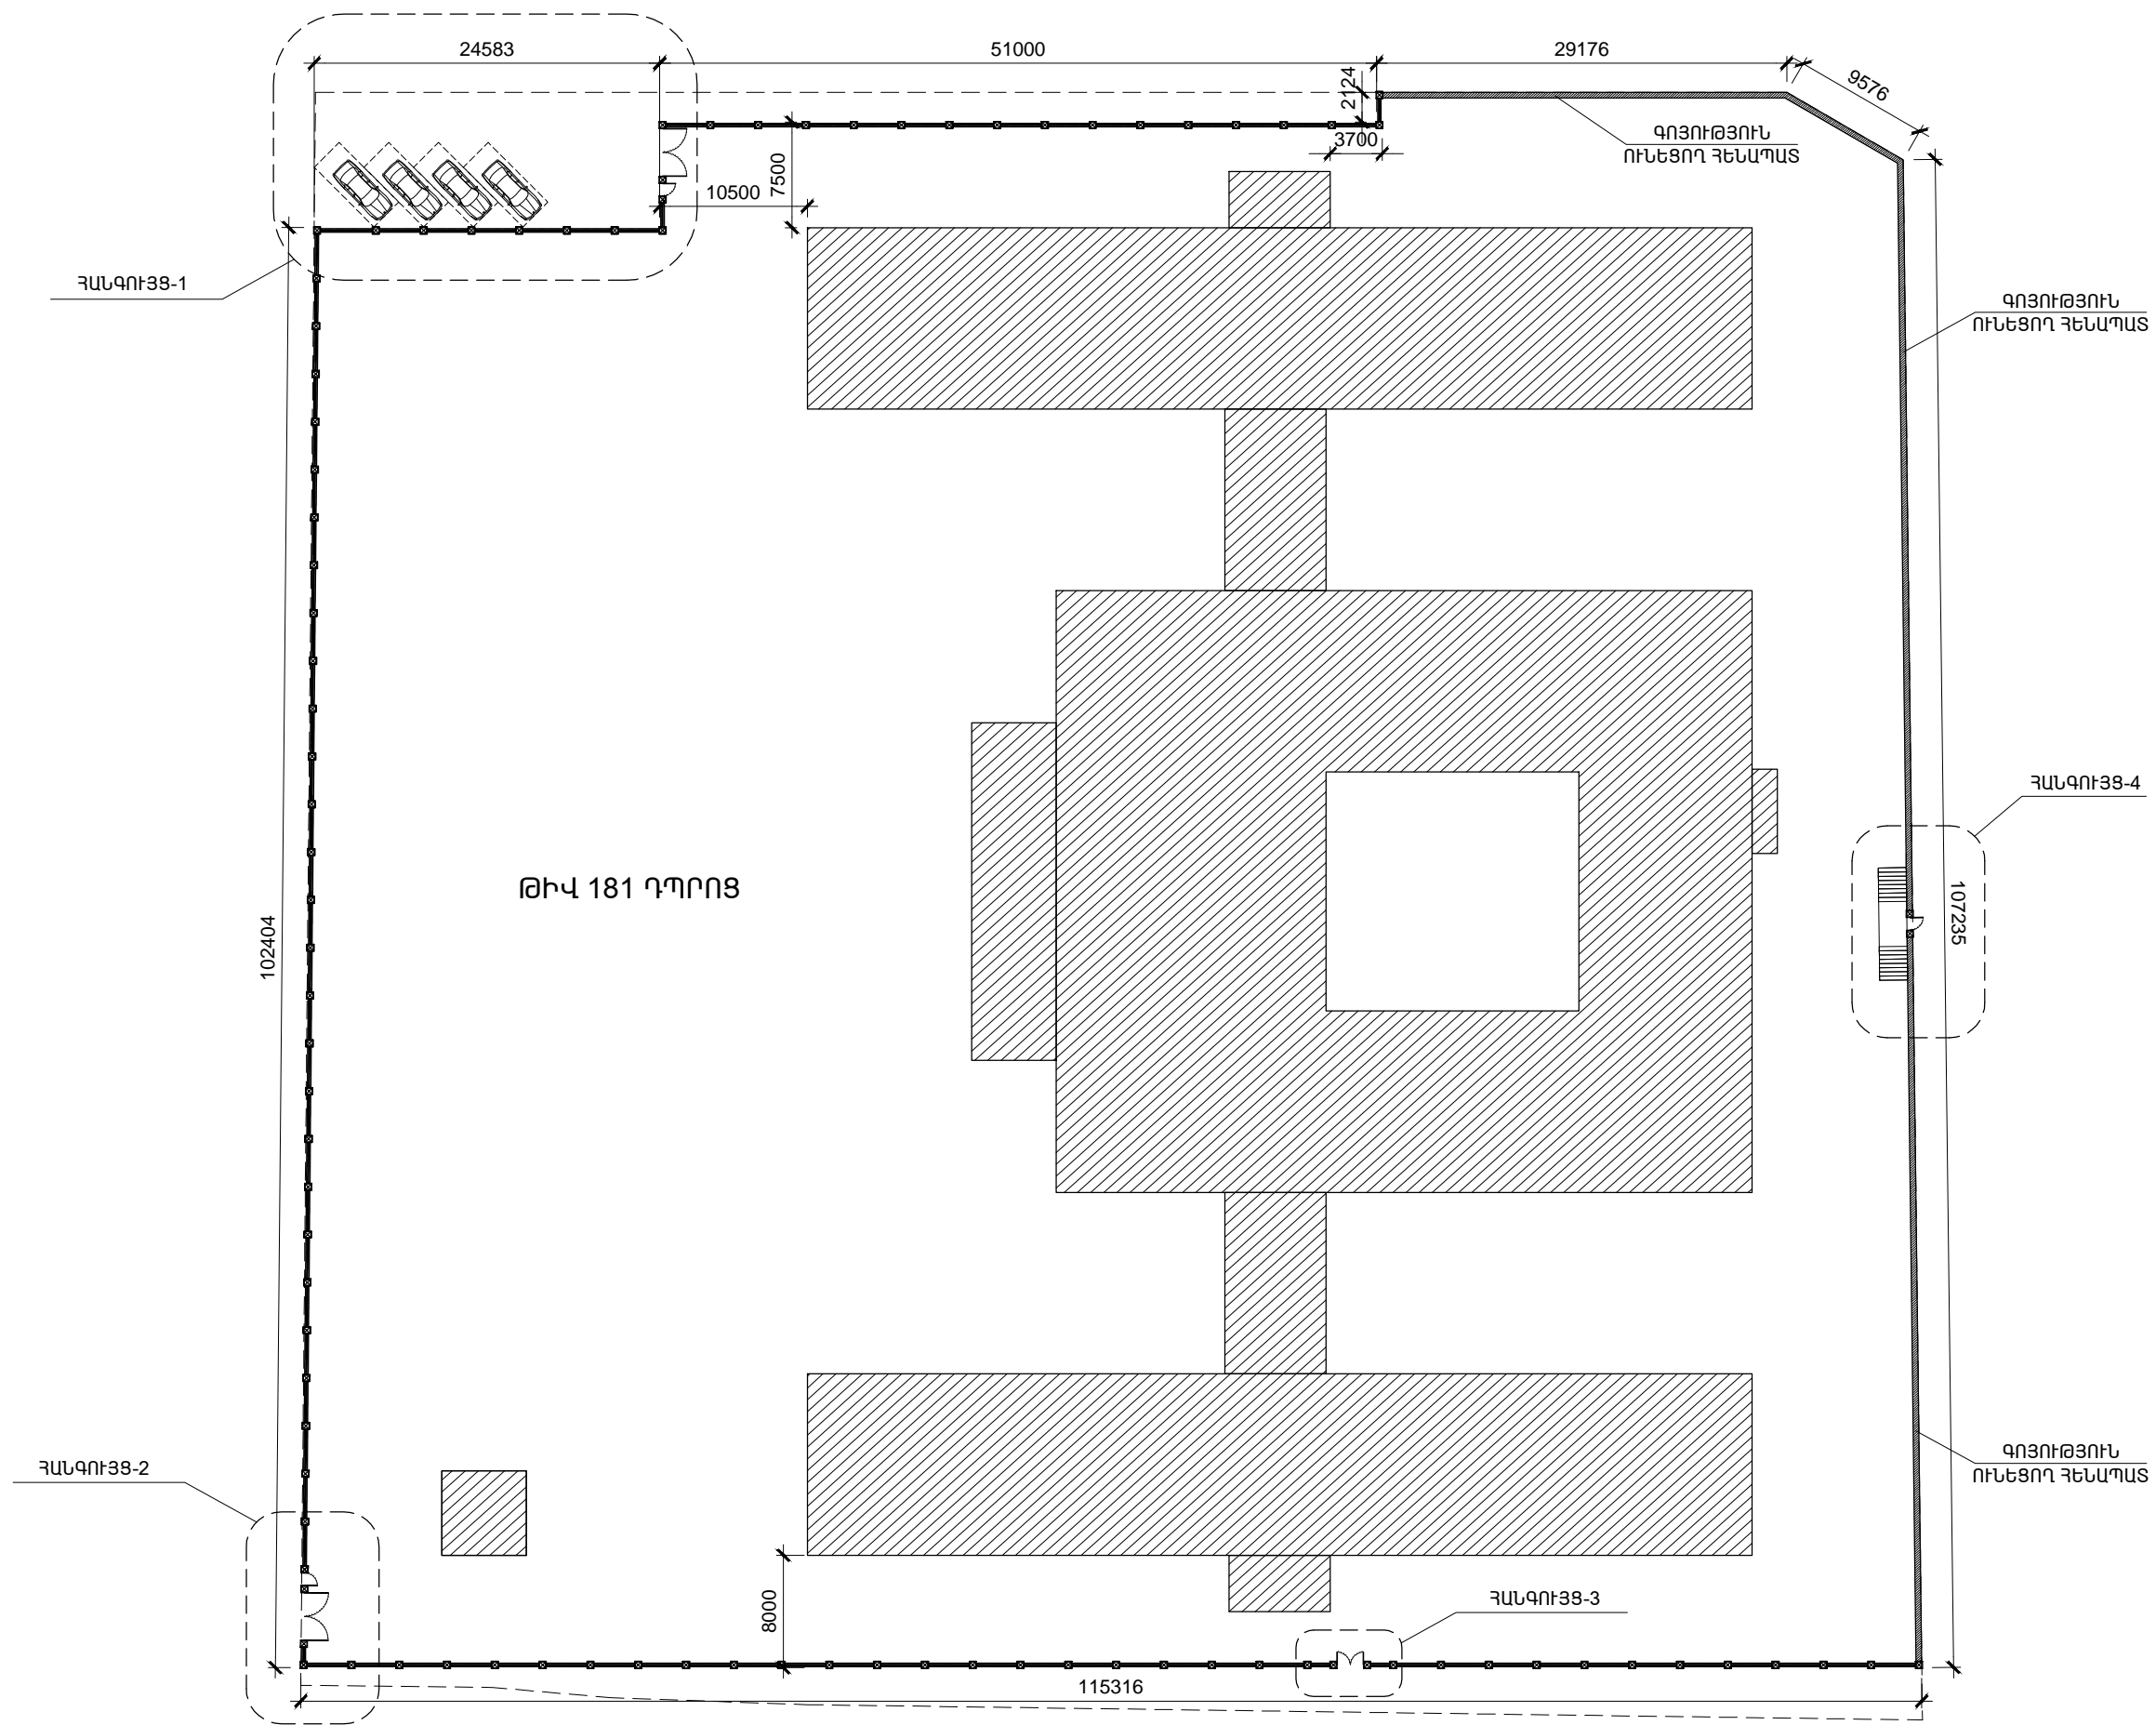 24583
51000
29176
9576
2124
3700
7500
10500
ԳՈՅՈՒԹՅՈՒՆ
ՈՒՆԵՑՈՂ ՀԵՆԱՊԱՏ
ՀԱՆԳՈՒՅՑ-1
ԳՈՅՈՒԹՅՈՒՆ
ՈՒՆԵՑՈՂ ՀԵՆԱՊԱՏ
ՀԱՆԳՈՒՅՑ-4
ԹԻՎ 181 ԴՊՐՈՑ
102404
107235
ԳՈՅՈՒԹՅՈՒՆ
ՈՒՆԵՑՈՂ ՀԵՆԱՊԱՏ
ՀԱՆԳՈՒՅՑ-2
8000
ՀԱՆԳՈՒՅՑ-3
115316